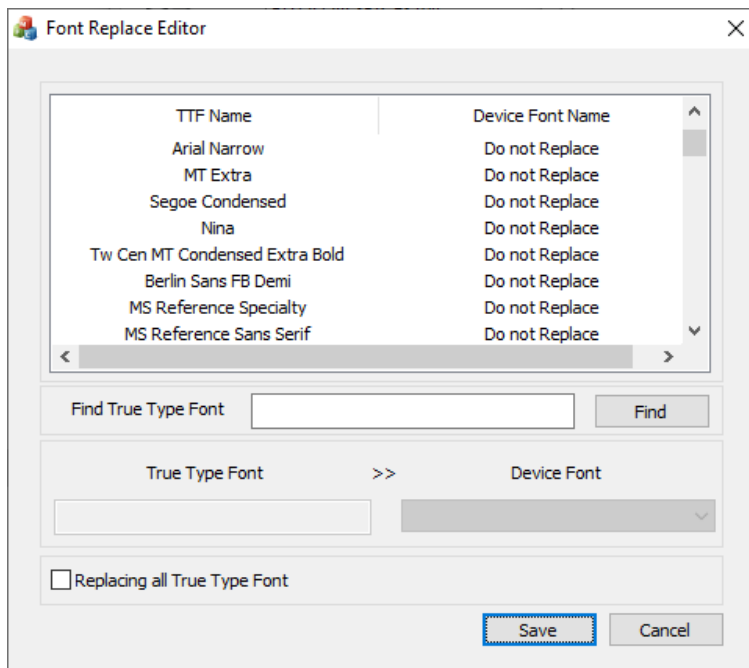 Font Replace Editor
TTF Name Device Font Name
Arial Narrow Do not Replace
MT Extra Do not Replace
Segoe Condensed Do not Replace
Nina Do not Replace
Tw Cen MT Condensed Extra Bold Do not Replace
Berlin Sans FB Demi Do not Replace
MS Reference Specialty Do not Replace
MS Reference Sans Serif Do not Replace
Find True Type Font Find
True Type Font >> Device Font
Replacing all True Type Font
Save Cancel